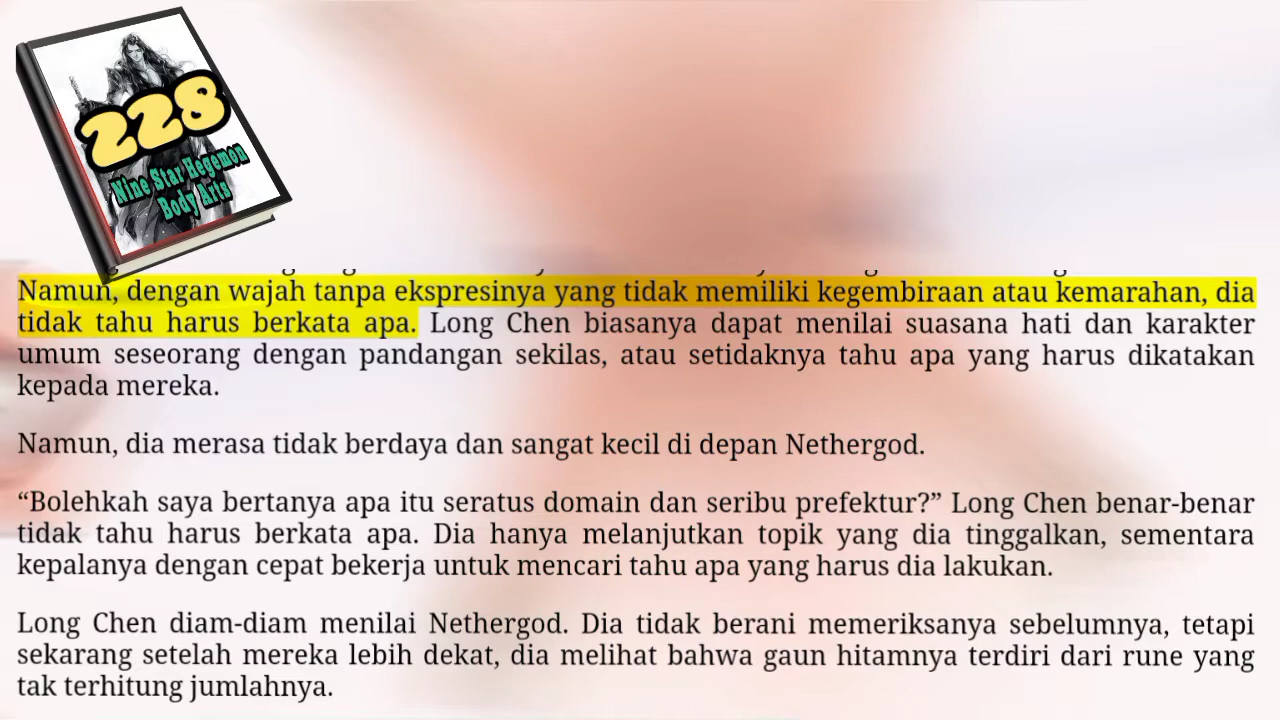 228
Nine Star Hegemon
Body Arts
Namun, dengan wajah tanpa ekspresinya yang tidak memiliki kegembiraan atau kemarahan, dia
tidak tahu harus berkata apa. Long Chen biasanya dapat menilai suasana hati dan karakter
umum seseorang dengan pandangan sekilas, atau setidaknya tahu apa yang harus dikatakan
kepada mereka.
Namun, dia merasa tidak berdaya dan sangat kecil di depan Nethergod.
“Bolehkah saya bertanya apa itu seratus domain dan seribu prefektur?” Long Chen benar-benar
tidak tahu harus berkata apa. Dia hanya melanjutkan topik yang dia tinggalkan, sementara
kepalanya dengan cepat bekerja untuk mencari tahu apa yang harus dia lakukan.
Long Chen diam-diam menilai Nethergod. Dia tidak berani memeriksanya sebelumnya, tetapi
sekarang setelah mereka lebih dekat, dia melihat bahwa gaun hitamnya terdiri dari rune yang
tak terhitung jumlahnya.